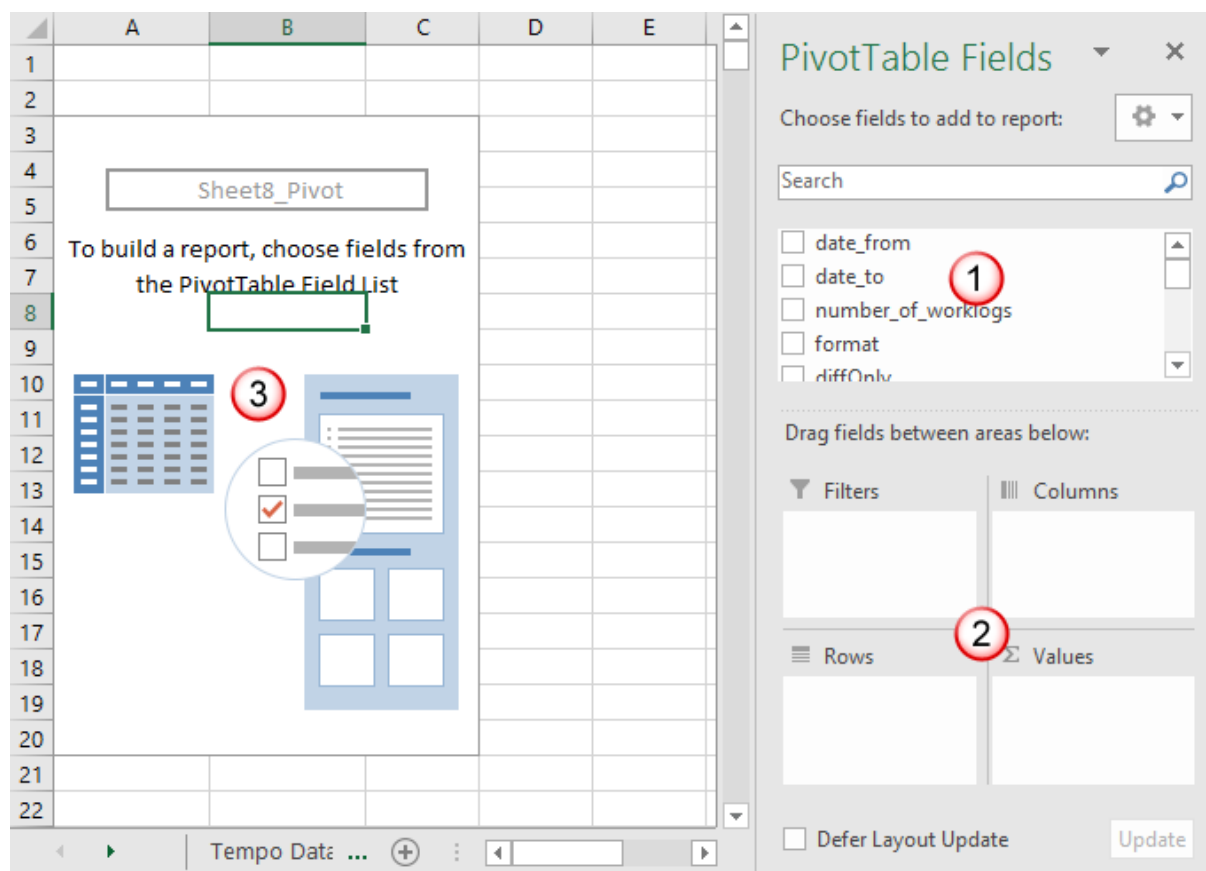 A B C D E
1
2
3
4
5
6
7
8
9
10
11
12
13
14
15
16
17
18
19
20
21
22
Sheet8_Pivot
To build a report, choose fields from
the PivotTable Field List
3
Tempo Data ...
PivotTable Fields
Choose fields to add to report:
Search
date_from
date_to
1
number_of_worklogs
format
diffOnly
Drag fields between areas below:
Filters
Columns
2
Rows
Σ Values
Defer Layout Update
Update